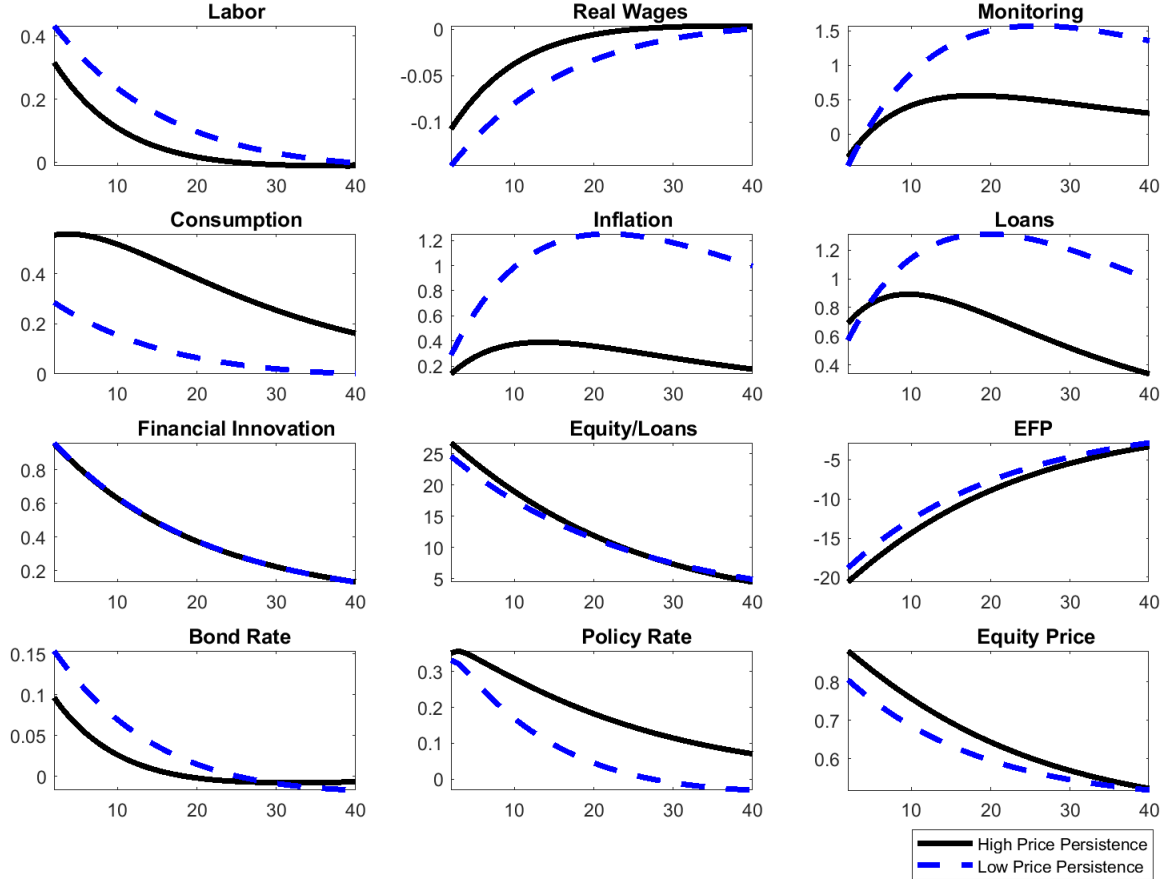 Labor
0.4
0.2
0
10 20 30 40
Real Wages
0
-0.05
-0.1
10 20 30 40
Monitoring
1.5
1
0.5
0
10 20 30 40
Consumption
0.4
0.2
0
10 20 30 40
Inflation
1.2
1
0.8
0.6
0.4
0.2
10 20 30 40
Loans
1.2
1
0.8
0.6
0.4
10 20 30 40
Financial Innovation
0.8
0.6
0.4
0.2
10 20 30 40
Equity/Loans
25
20
15
10
5
10 20 30 40
EFP
-5
-10
-15
-20
10 20 30 40
Bond Rate
0.15
0.1
0.05
0
10 20 30 40
Policy Rate
0.3
0.2
0.1
0
10 20 30 40
Equity Price
0.8
0.7
0.6
10 20 30 40
High Price Persistence
Low Price Persistence